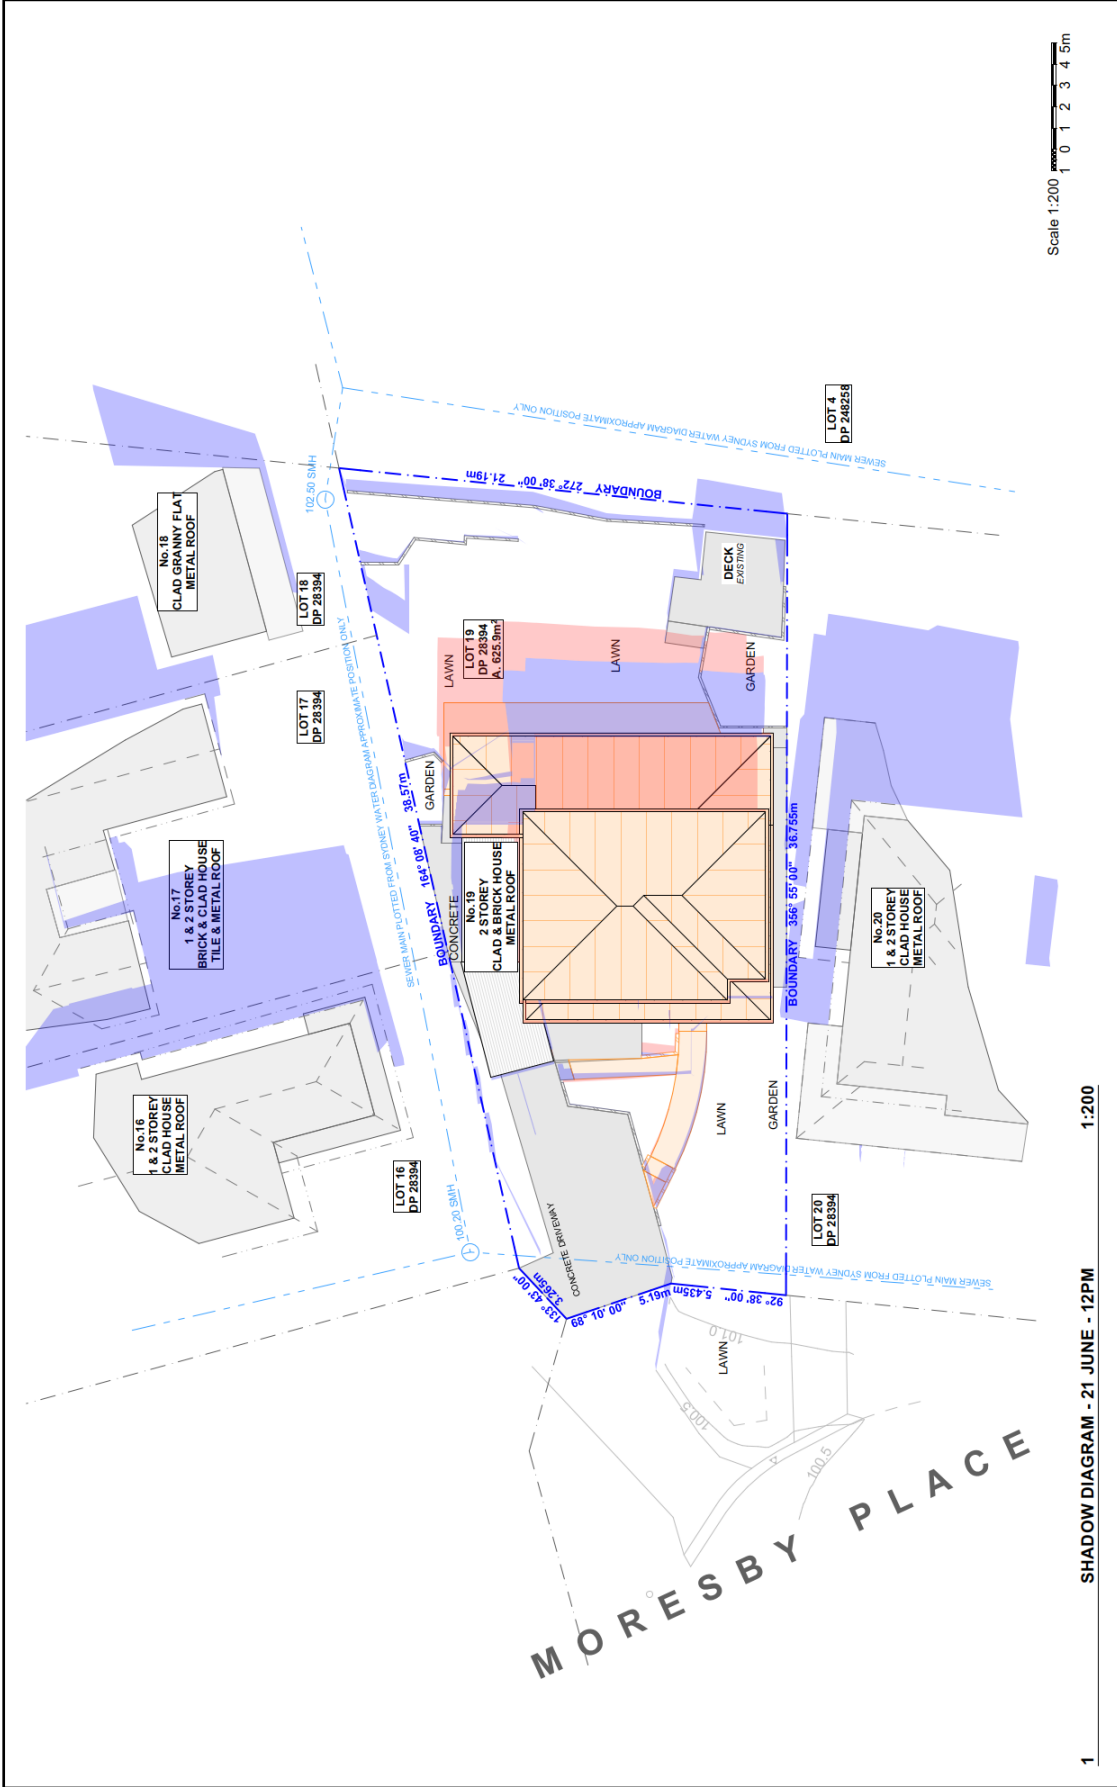 Scale 1:200
1 0 1 2 3 4 5m
102.50 SMH
No.18
CLAD GRANNY FLAT
METAL ROOF
LOT 18
DP 28394
LOT 17
DP 28394
No.17
1 & 2 STOREY
BRICK & CLAD HOUSE
TILE & METAL ROOF
No.16
1 & 2 STOREY
CLAD HOUSE
METAL ROOF
LOT 16
DP 28394
100.20 SMH
SEWER MAIN PLOTTED FROM SYDNEY WATER DIAGRAM APPROXIMATE POSITION ONLY
BOUNDARY 164° 08' 40" 38.57m
BOUNDARY 272° 38' 00" 21.19m
SEWER MAIN PLOTTED FROM SYDNEY WATER DIAGRAM APPROXIMATE POSITION ONLY
LOT 4
DP 248258
DECK
EXISTING
LAWN
LOT 19
DP 28394
A. 625.9m²
LAWN
GARDEN
GARDEN
CONCRETE
No.19
2 STOREY
CLAD & BRICK HOUSE
METAL ROOF
BOUNDARY 356° 55' 00" 36.755m
No.20
1 & 2 STOREY
CLAD HOUSE
METAL ROOF
LAWN
GARDEN
CONCRETE DRIVEWAY
133° 43' 00"
3.265m
68° 10' 00" 5.19m
92° 38' 00" 5.435m
SEWER MAIN PLOTTED FROM SYDNEY WATER DIAGRAM APPROXIMATE POSITION ONLY
LOT 20
DP 28394
101.0
LAWN
100.5
100.5
MORESBY PLACE
1
SHADOW DIAGRAM - 21 JUNE - 12PM
1:200